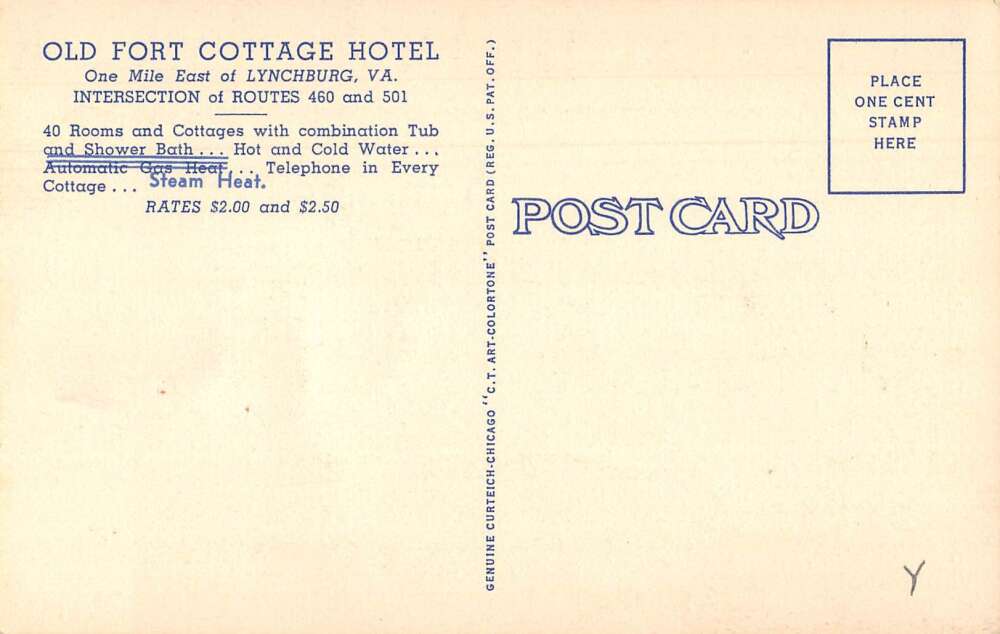 OLD FORT COTTAGE HOTEL
One Mile East of LYNCHBURG, VA.
INTERSECTION of ROUTES 460 and 501
40 Rooms and Cottages with combination Tub
and Shower Bath ... Hot and Cold Water ...
Automatic Gas Heat ... Telephone in Every
Cottage ... Steam Heat.
RATES $2.00 and $2.50
GENUINE CURTEICH-CHICAGO "C.T. ART-COLORTONE" POST CARD (REG. U.S. PAT. OFF.)
POST CARD
PLACE
ONE CENT
STAMP
HERE
Y